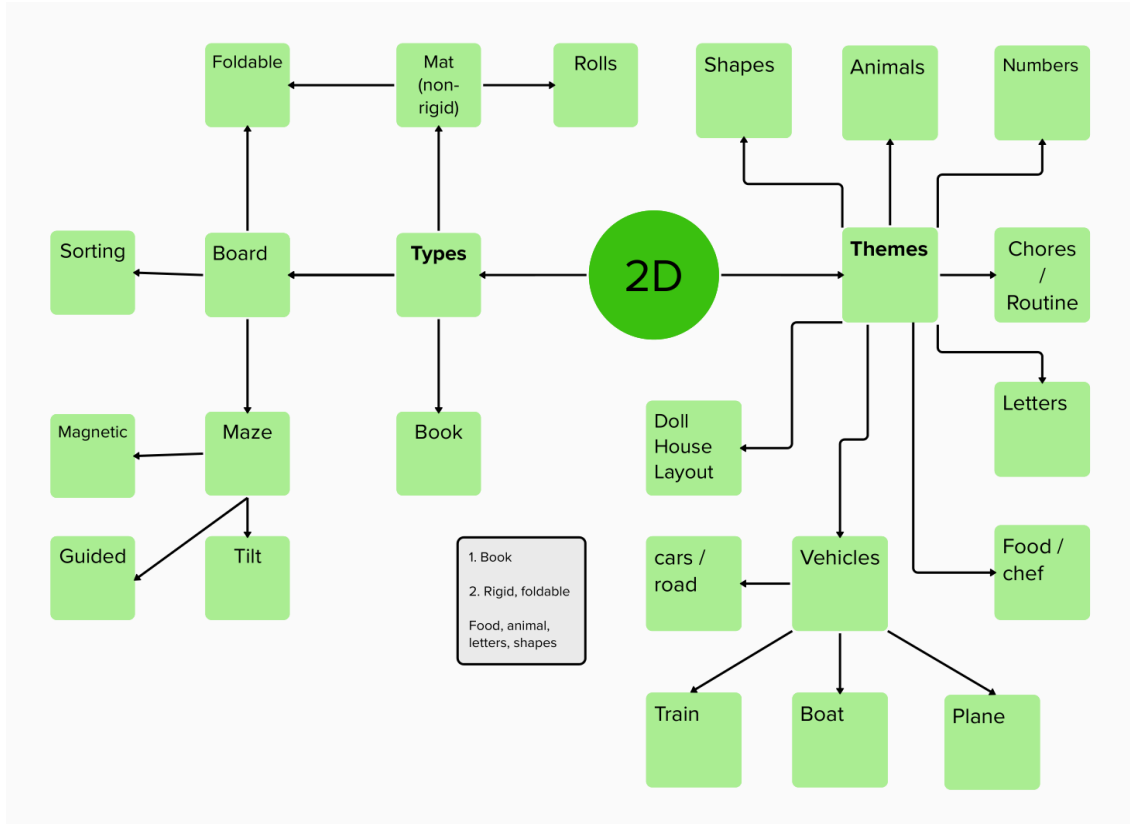 Foldable
Mat
(non-
rigid)
Rolls
Shapes
Animals
Numbers
Sorting
Board
Types
2D
Themes
Chores
/
Routine
Magnetic
Maze
Book
Doll
House
Layout
Letters
Guided
Tilt
1. Book
2. Rigid, foldable
Food, animal,
letters, shapes
cars /
road
Vehicles
Food /
chef
Train
Boat
Plane